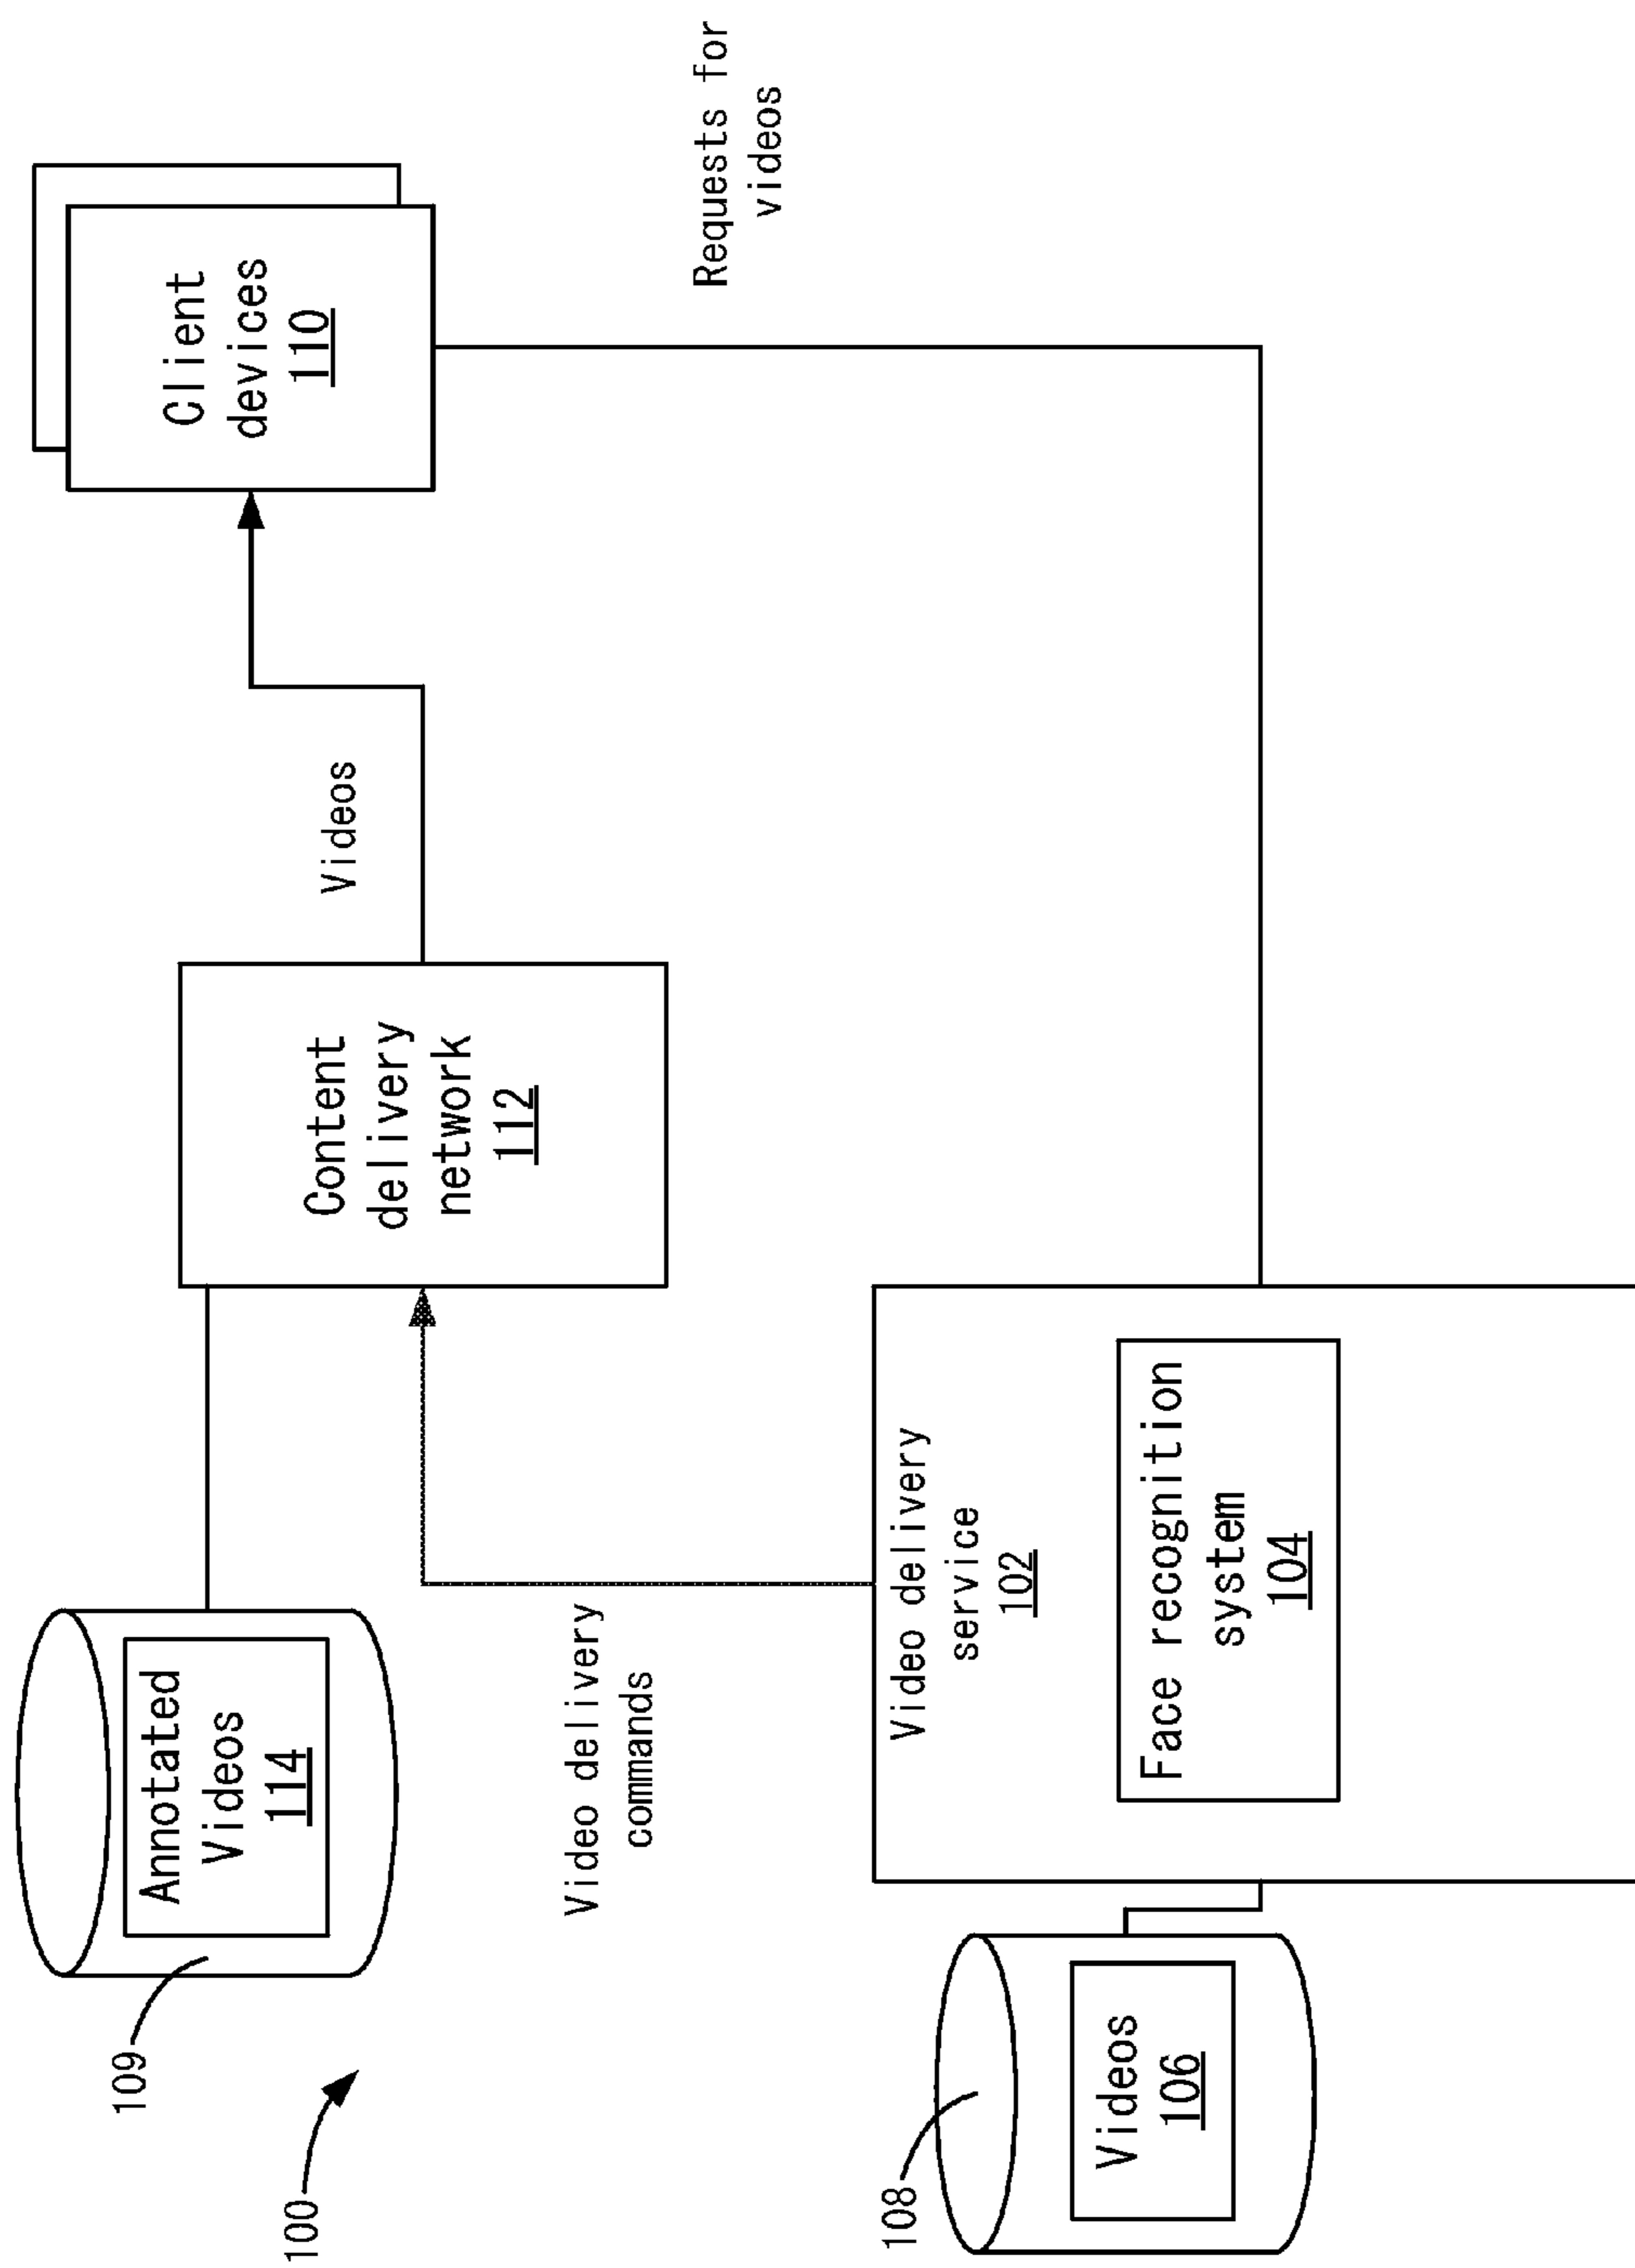 100
109
Annotated
Videos
114
Content
delivery
network
112
Videos
Client
devices
110
Video delivery
commands
Requests for
videos
108
Videos
106
Video delivery
service
102
Face recognition
system
104